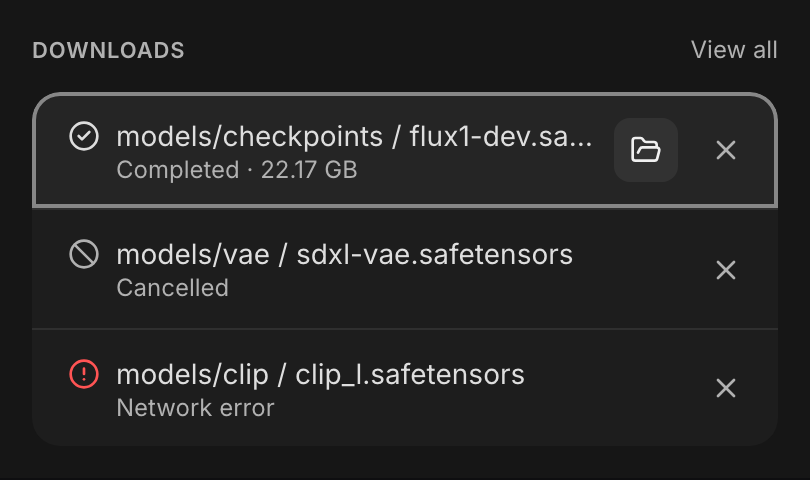 DOWNLOADS
View all
models/checkpoints / flux1-dev.sa...
Completed · 22.17 GB
models/vae / sdxl-vae.safetensors
Cancelled
models/clip / clip_l.safetensors
Network error